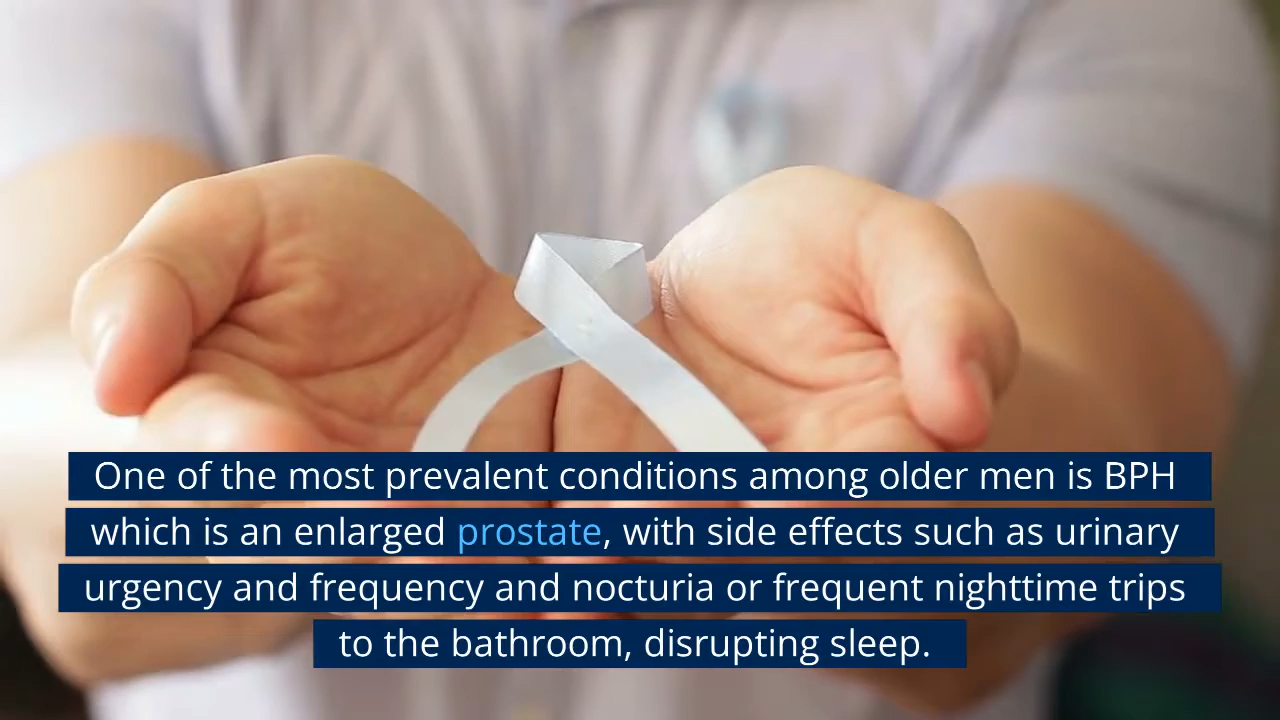 One of the most prevalent conditions among older men is BPH
which is an enlarged prostate, with side effects such as urinary
urgency and frequency and nocturia or frequent nighttime trips
to the bathroom, disrupting sleep.